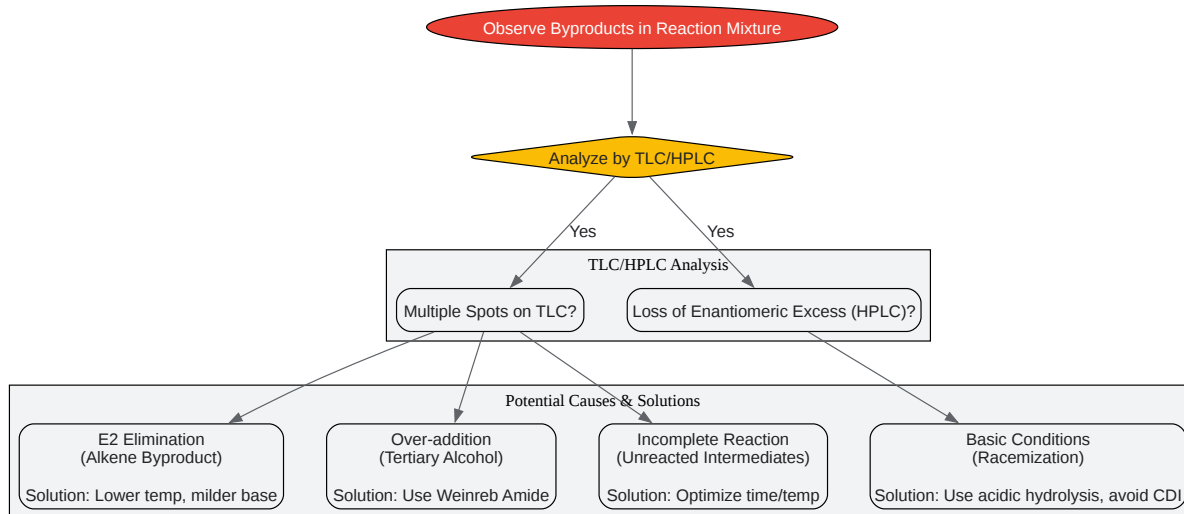 Observe Byproducts in Reaction Mixture
Analyze by TLC/HPLC
Yes
Yes
TLC/HPLC Analysis
Multiple Spots on TLC?
Loss of Enantiomeric Excess (HPLC)?
Potential Causes & Solutions
E2 Elimination
(Alkene Byproduct)
Solution: Lower temp, milder base
Over-addition
(Tertiary Alcohol)
Solution: Use Weinreb Amide
Incomplete Reaction
(Unreacted Intermediates)
Solution: Optimize time/temp
Basic Conditions
(Racemization)
Solution: Use acidic hydrolysis, avoid CDI